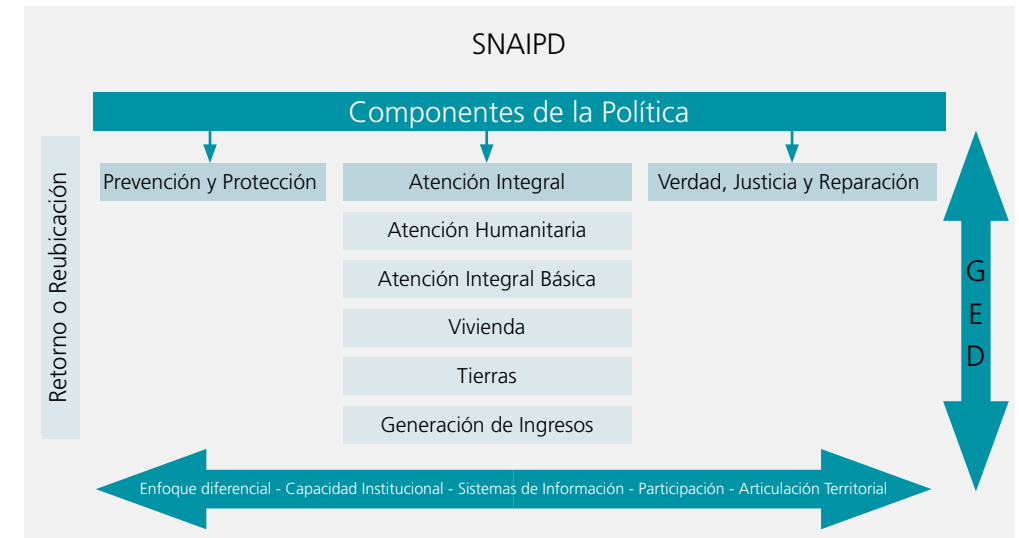 SNAIPD
Componentes de la Política
Retorno o Reubicación
Prevención y Protección
Atención Integral
Verdad, Justicia y Reparación
Atención Humanitaria
Atención Integral Básica
Vivienda
Tierras
Generación de Ingresos
G
E
D
Enfoque diferencial - Capacidad Institucional - Sistemas de Información - Participación - Articulación Territorial